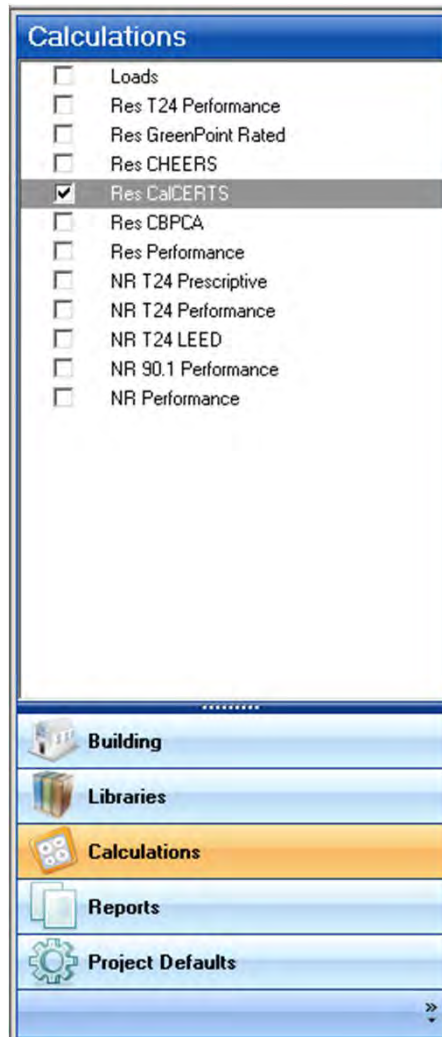 Calculations
Loads
Res T24 Performance
Res GreenPoint Rated
Res CHEERS
Res CalCERTS
Res CBPCA
Res Performance
NR T24 Prescriptive
NR T24 Performance
NR T24 LEED
NR 90.1 Performance
NR Performance
Building
Libraries
Calculations
Reports
Project Defaults
»